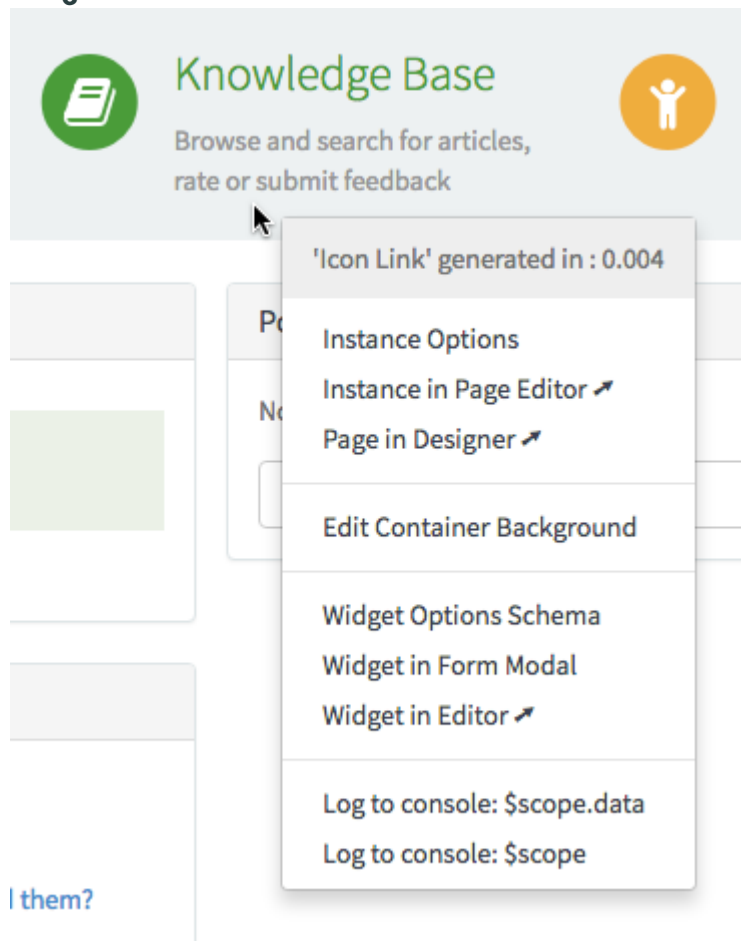 Knowledge Base
Browse and search for articles,
rate or submit feedback
'Icon Link' generated in : 0.004
Instance Options
Instance in Page Editor ➚
Page in Designer ➚
Edit Container Background
Widget Options Schema
Widget in Form Modal
Widget in Editor ➚
Log to console: $scope.data
Log to console: $scope
them?